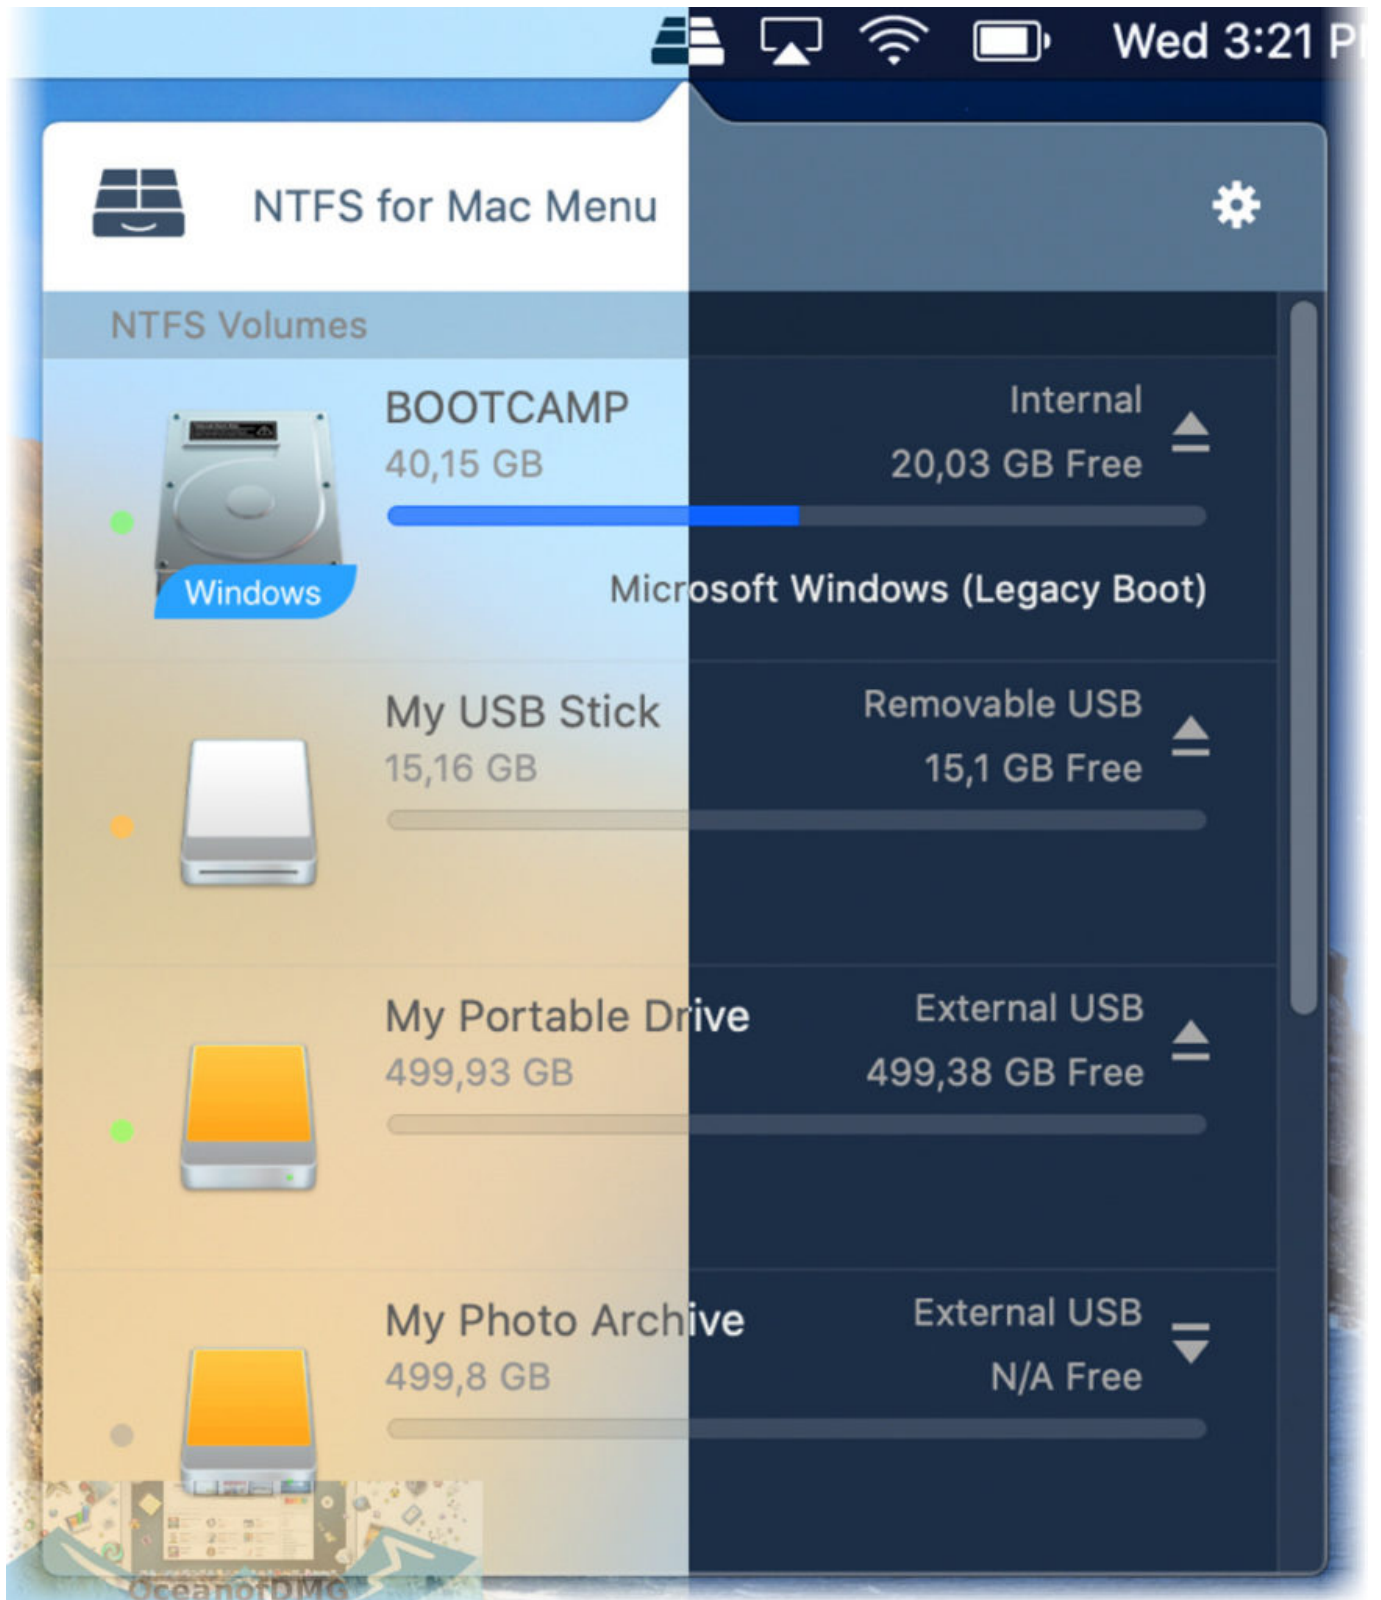 Wed 3:21 P
NTFS for Mac Menu
NTFS Volumes
BOOTCAMP
Internal
40,15 GB
20,03 GB Free
Windows
Microsoft Windows (Legacy Boot)
My USB Stick
Removable USB
15,16 GB
15,1 GB Free
My Portable Drive
External USB
499,93 GB
499,38 GB Free
My Photo Archive
External USB
499,8 GB
N/A Free
OceanofDMG